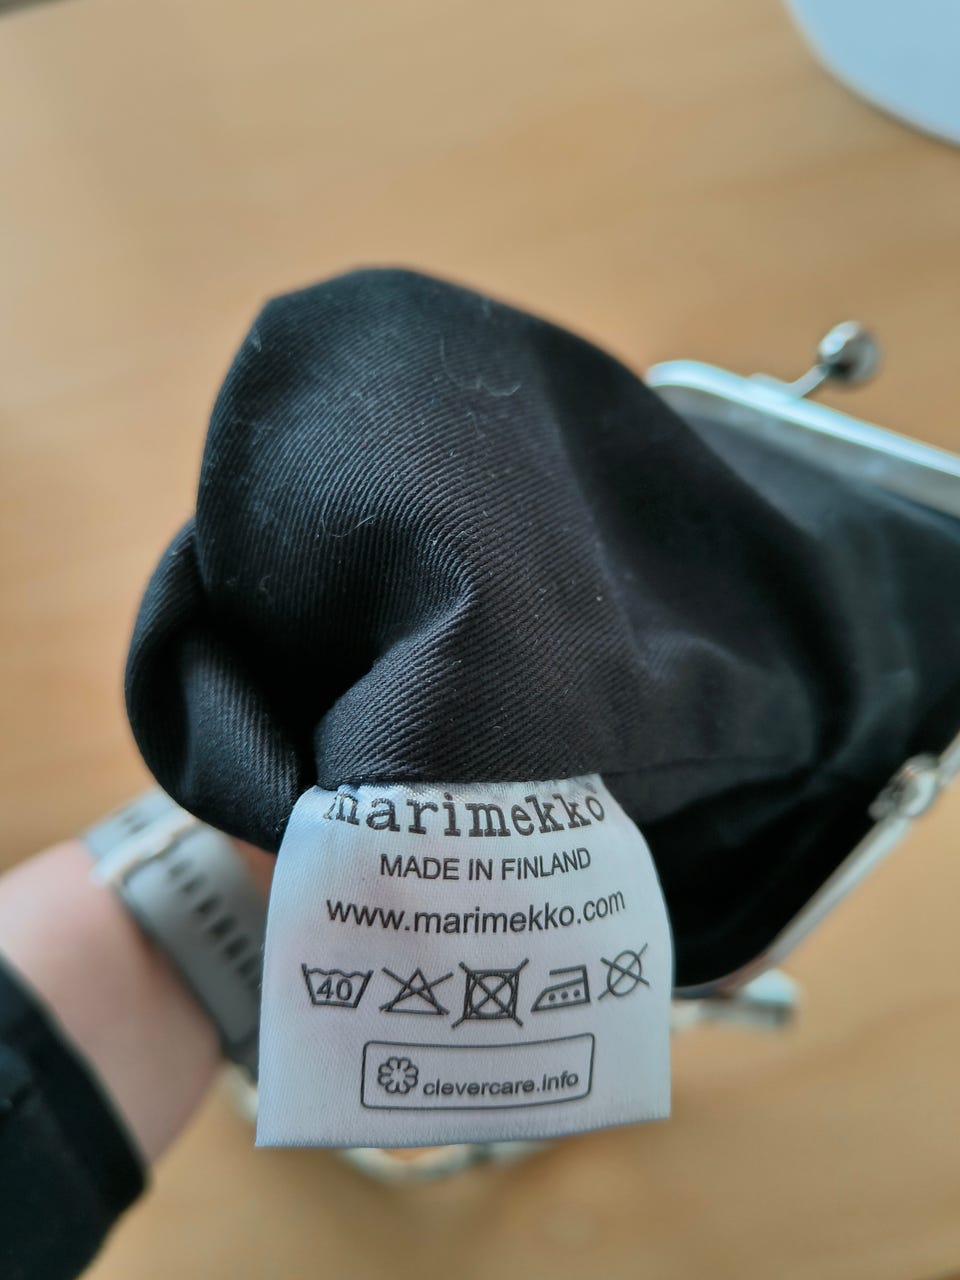 marimekko
MADE IN FINLAND
www.marimekko.com
40
clevercare.info